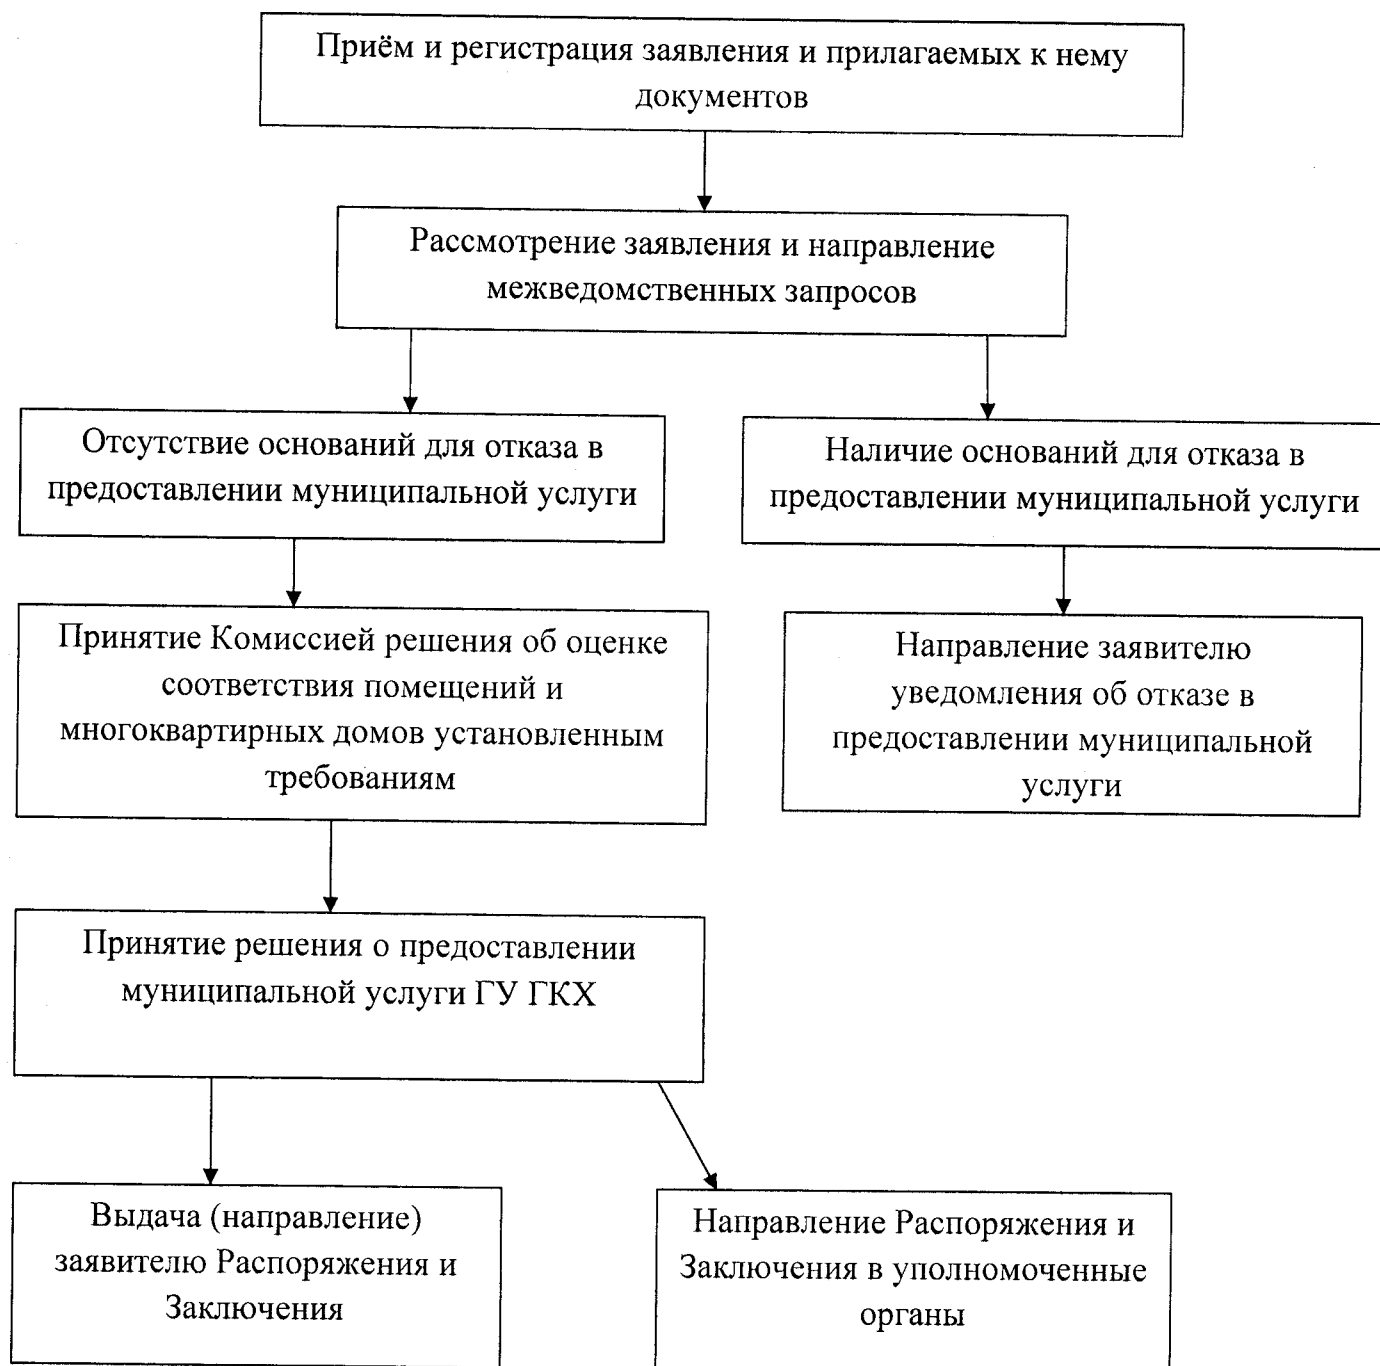 Приём и регистрация заявления и прилагаемых к нему
документов
Рассмотрение заявления и направление
межведомственных запросов
Отсутствие оснований для отказа в
предоставлении муниципальной услуги
Наличие оснований для отказа в
предоставлении муниципальной услуги
Принятие Комиссией решения об оценке
соответствия помещений и
многоквартирных домов установленным
требованиям
Направление заявителю
уведомления об отказе в
предоставлении муниципальной
услуги
Принятие решения о предоставлении
муниципальной услуги ГУ ГКХ
Выдача (направление)
заявителю Распоряжения и
Заключения
Направление Распоряжения и
Заключения в уполномоченные
органы